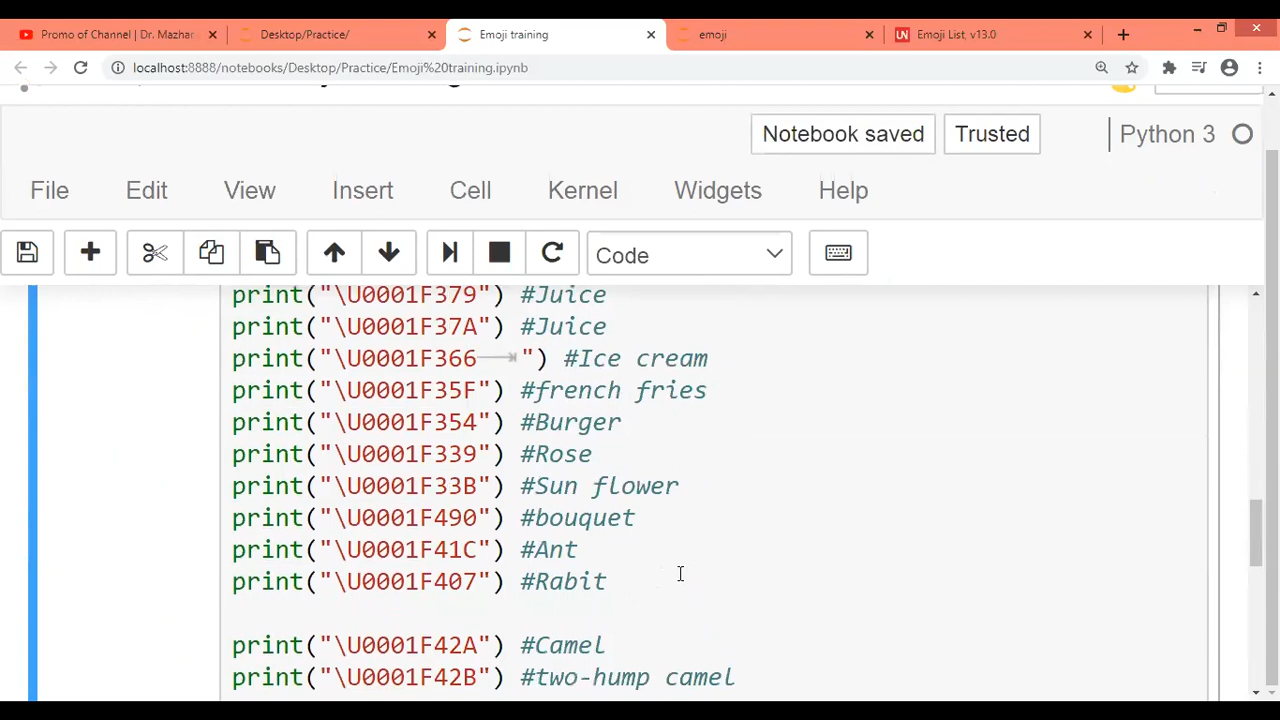 Promo of Channel | Dr. Mazhar
Desktop/Practice/
Emoji training
emoji
Emoji List, v13.0
localhost:8888/notebooks/Desktop/Practice/Emoji%20training.ipynb
Notebook saved
Trusted
Python 3
File
Edit
View
Insert
Cell
Kernel
Widgets
Help
Code
print("\U0001F379") #Juice
print("\U0001F37A") #Juice
print("\U0001F366⟶") #Ice cream
print("\U0001F35F") #french fries
print("\U0001F354") #Burger
print("\U0001F339") #Rose
print("\U0001F33B") #Sun flower
print("\U0001F490") #bouquet
print("\U0001F41C") #Ant
print("\U0001F407") #Rabit
print("\U0001F42A") #Camel
print("\U0001F42B") #two-hump camel